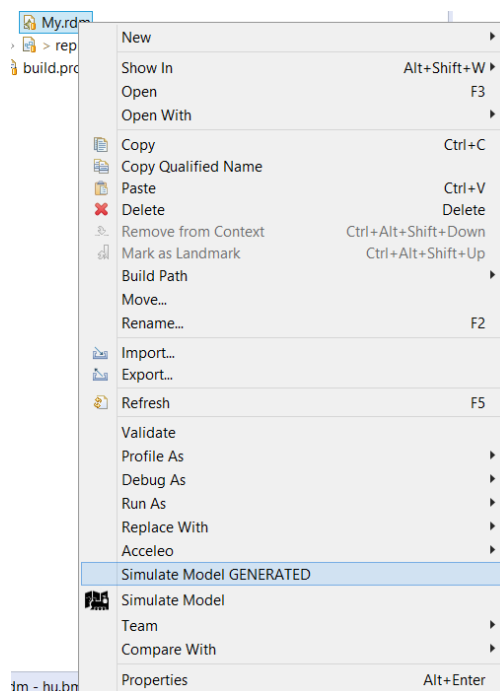 My.rdm
New
> rep
Show In Alt+Shift+W
build.pro
Open F3
Open With
Copy Ctrl+C
Copy Qualified Name
Paste Ctrl+V
Delete Delete
Remove from Context Ctrl+Alt+Shift+Down
Mark as Landmark Ctrl+Alt+Shift+Up
Build Path
Move...
Rename... F2
Import...
Export...
Refresh F5
Validate
Profile As
Debug As
Run As
Replace With
Acceleo
Simulate Model GENERATED
Simulate Model
Team
Compare With
Properties Alt+Enter
dm - hu.bm